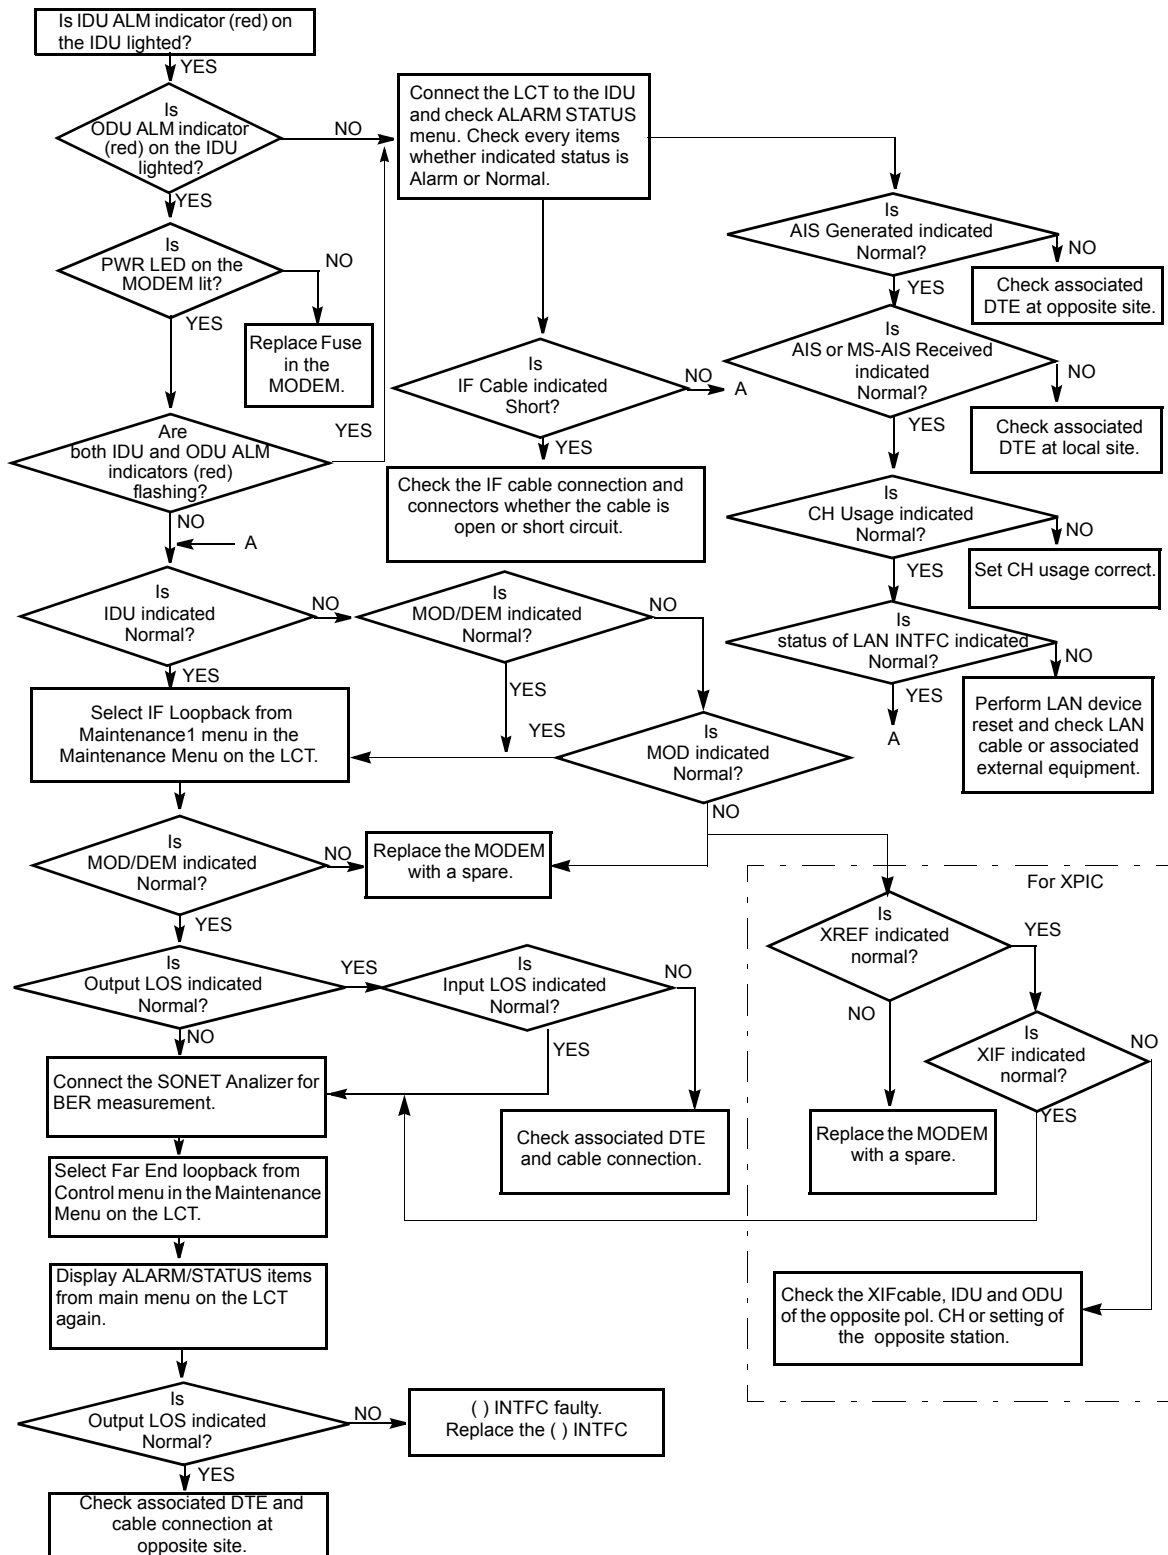 Is IDU ALM indicator (red) on
the IDU lighted?
YES
Is
ODU ALM indicator
(red) on the IDU
lighted?
NO
YES
Connect the LCT to the IDU
and check ALARM STATUS
menu. Check every items
whether indicated status is
Alarm or Normal.
Is
PWR LED on the
MODEM lit?
NO
YES
Replace Fuse
in the
MODEM.
Is
AIS Generated indicated
Normal?
NO
YES
Check associated
DTE at opposite site.
Is
AIS or MS-AIS Received
indicated
Normal?
NO
YES
Check associated
DTE at local site.
Is
IF Cable indicated
Short?
NO
A
YES
Check the IF cable connection and
connectors whether the cable is
open or short circuit.
Are
both IDU and ODU ALM
indicators (red)
flashing?
YES
NO
A
Is
CH Usage indicated
Normal?
NO
YES
Set CH usage correct.
Is
IDU indicated
Normal?
NO
YES
Is
MOD/DEM indicated
Normal?
NO
YES
YES
Is
status of LAN INTFC indicated
Normal?
NO
YES
A
Perform LAN device
reset and check LAN
cable or associated
external equipment.
Select IF Loopback from
Maintenance1 menu in the
Maintenance Menu on the LCT.
Is
MOD indicated
Normal?
NO
Is
MOD/DEM indicated
Normal?
NO
YES
Replace the MODEM
with a spare.
For XPIC
Is
XREF indicated
normal?
YES
NO
Is
Output LOS indicated
Normal?
YES
NO
Is
Input LOS indicated
Normal?
NO
YES
Is
XIF indicated
normal?
NO
YES
Connect the SONET Analizer for
BER measurement.
Check associated DTE
and cable connection.
Replace the MODEM
with a spare.
Select Far End loopback from
Control menu in the Maintenance
Menu on the LCT.
Display ALARM/STATUS items
from main menu on the LCT
again.
Check the XIFcable, IDU and ODU
of the opposite pol. CH or setting of
the opposite station.
Is
Output LOS indicated
Normal?
NO
YES
( ) INTFC faulty.
Replace the ( ) INTFC
Check associated DTE and
cable connection at
opposite site.